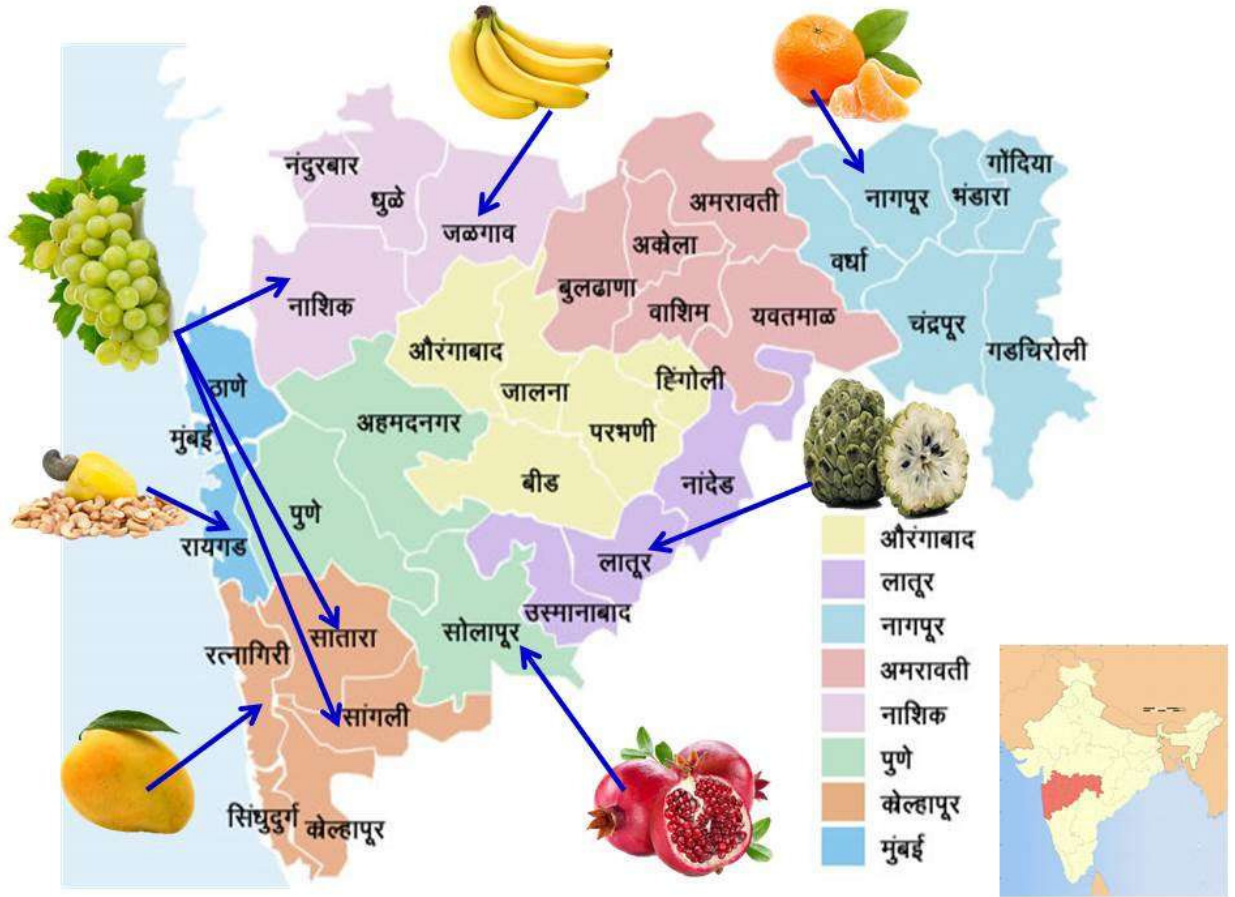 नंदुरबार
धुळे
जळगाव
नाशिक
अमरावती
अकोला
बुलढाणा
वाशिम
यवतमाळ
नागपूर
भंडारा
गोंदिया
वर्धा
चंद्रपूर
गडचिरोली
औरंगाबाद
जालना
हिंगोली
परभणी
बीड
ठाणे
मुंबई
रायगड
अहमदनगर
पुणे
सोलापूर
नांदेड
लातूर
उस्मानाबाद
सातारा
रत्नागिरी
सांगली
सिंधुदुर्ग
कोल्हापूर
औरंगाबाद
लातूर
नागपूर
अमरावती
नाशिक
पुणे
कोल्हापूर
मुंबई